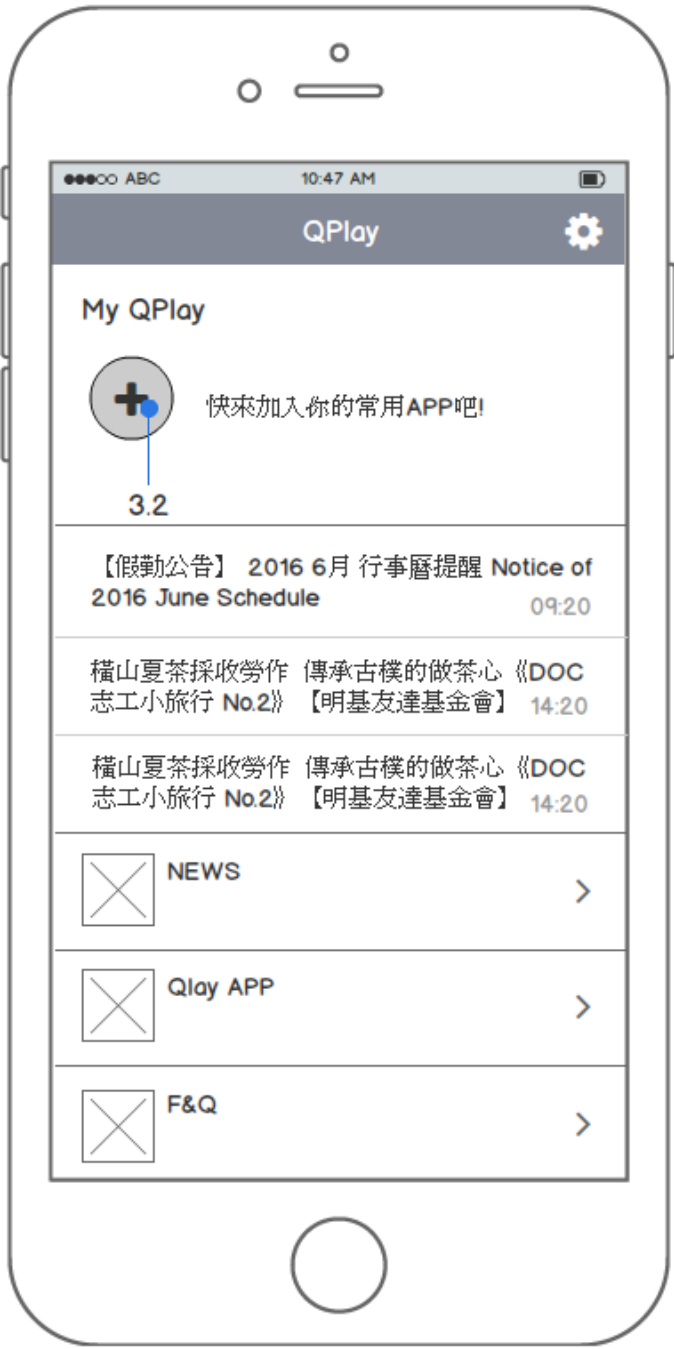 ABC 10:47 AM
QPlay
My QPlay
快來加入你的常用APP吧!
3.2
【假勤公告】 2016 6月 行事曆提醒 Notice of
2016 June Schedule
09:20
橫山夏茶採收勞作 傳承古樸的做茶心《DOC
志工小旅行 No.2》【明基友達基金會】 14:20
橫山夏茶採收勞作 傳承古樸的做茶心《DOC
志工小旅行 No.2》【明基友達基金會】 14:20
NEWS
Qlay APP
F&Q